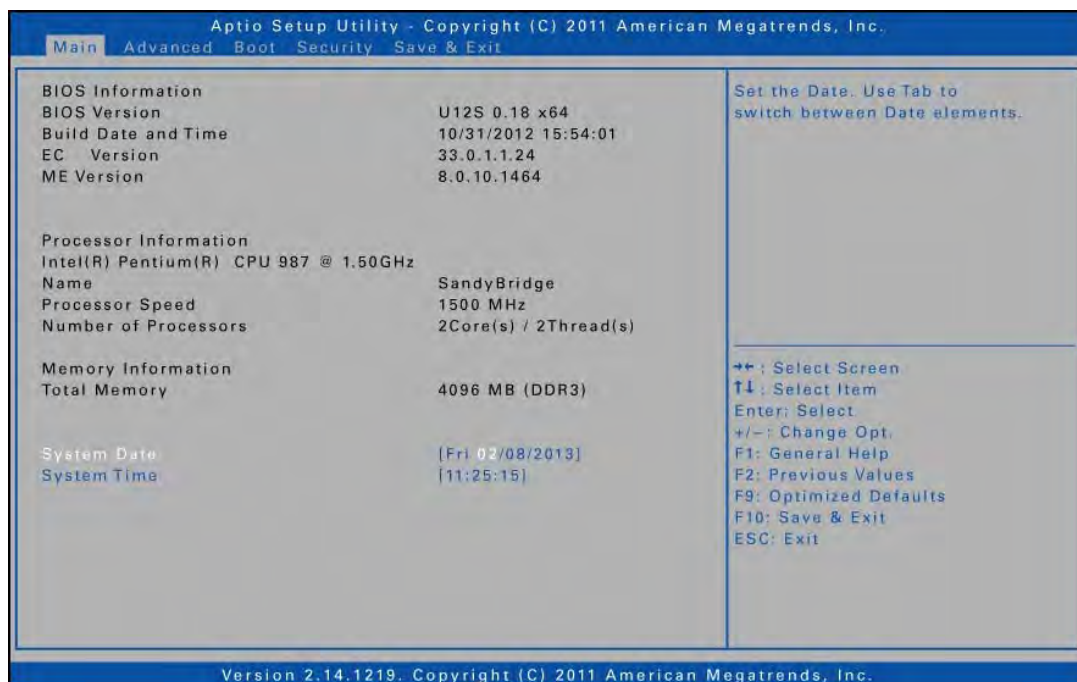 Aptio Setup Utility - Copyright (C) 2011 American Megatrends, Inc.
Main Advanced Boot Security Save & Exit
BIOS Information
BIOS Version U12S 0.18 x64
Build Date and Time 10/31/2012 15:54:01
EC Version 33.0.1.1.24
ME Version 8.0.10.1464
Processor Information
Intel(R) Pentium(R) CPU 987 @ 1.50GHz
Name SandyBridge
Processor Speed 1500 MHz
Number of Processors 2Core(s) / 2Thread(s)
Memory Information
Total Memory 4096 MB (DDR3)
System Date [Fri 02/08/2013]
System Time [11:25:15]
Set the Date. Use Tab to
switch between Date elements.
→←: Select Screen
↑↓: Select Item
Enter: Select
+/−: Change Opt.
F1: General Help
F2: Previous Values
F9: Optimized Defaults
F10: Save & Exit
ESC: Exit
Version 2.14.1219. Copyright (C) 2011 American Megatrends, Inc.